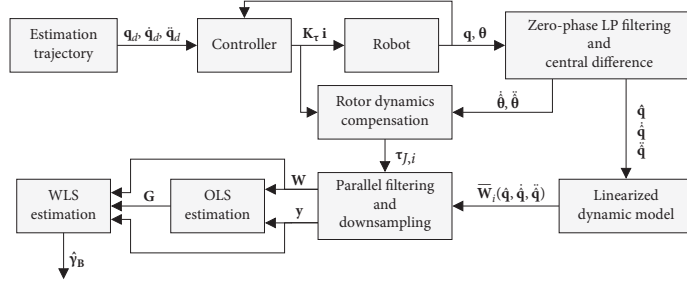 Estimation
trajectory
q_d, q̇_d, q̈_d
Controller
K_τ i
Robot
q, θ
Zero-phase LP filtering
and
central difference
Rotor dynamics
compensation
θ̂̇, θ̂̈
q̂
q̂̇
q̂̈
τ_J,i
WLS
estimation
G
OLS
estimation
W
y
Parallel filtering
and
downsampling
W̅_i(q̂, q̂̇, q̂̈)
Linearized
dynamic model
γ̂_B